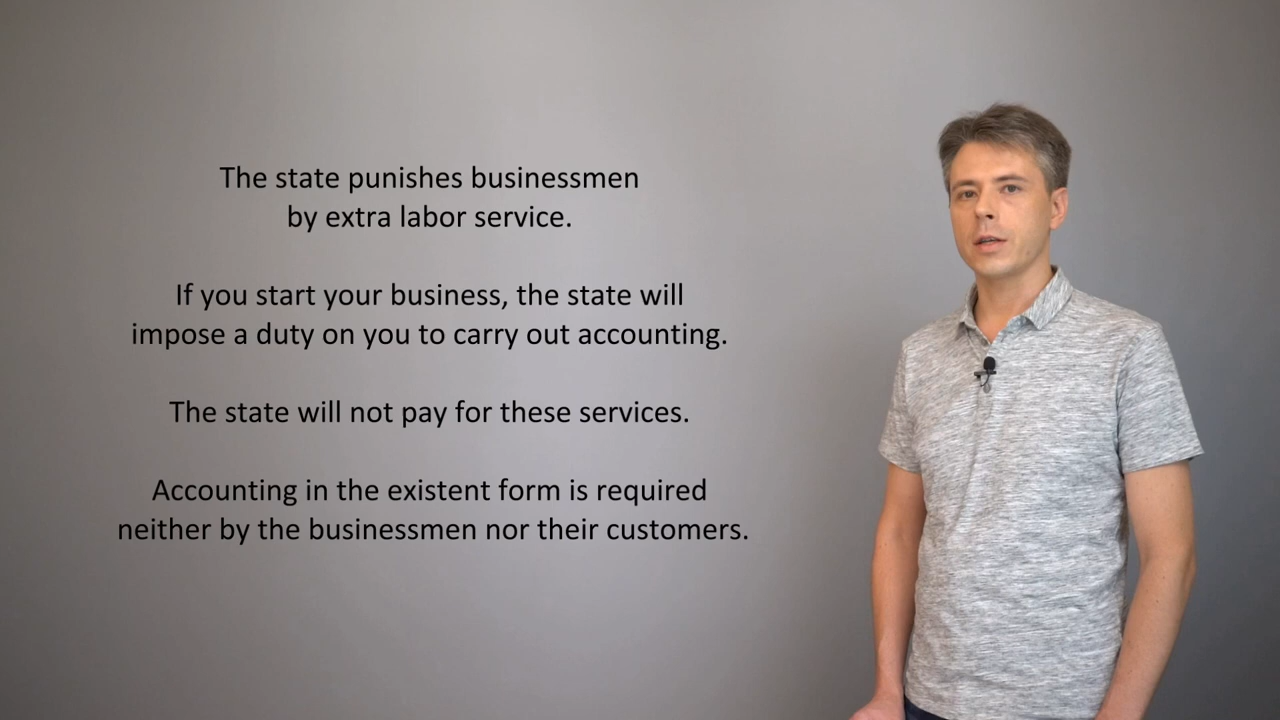 The state punishes businessmen
by extra labor service.
If you start your business, the state will
impose a duty on you to carry out accounting.
The state will not pay for these services.
Accounting in the existent form is required
neither by the businessmen nor their customers.